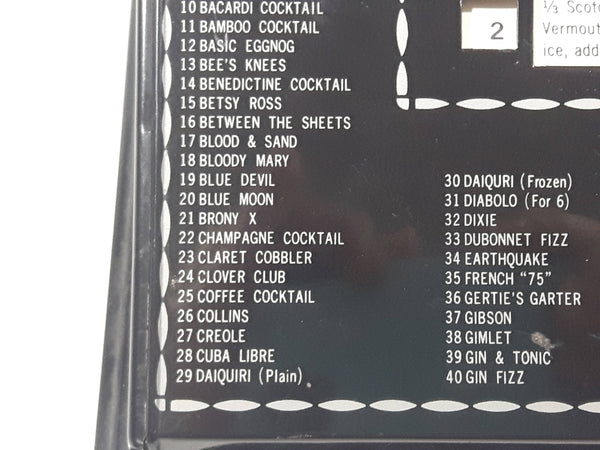 10 BACARDI COCKTAIL
11 BAMBOO COCKTAIL
12 BASIC EGGNOG
13 BEE'S KNEES
14 BENEDICTINE COCKTAIL
15 BETSY ROSS
16 BETWEEN THE SHEETS
17 BLOOD & SAND
18 BLOODY MARY
19 BLUE DEVIL
20 BLUE MOON
21 BRONY X
22 CHAMPAGNE COCKTAIL
23 CLARET COBBLER
24 CLOVER CLUB
25 COFFEE COCKTAIL
26 COLLINS
27 CREOLE
28 CUBA LIBRE
29 DAIQUIRI (Plain)
30 DAIQURI (Frozen)
31 DIABOLO (For 6)
32 DIXIE
33 DUBONNET FIZZ
34 EARTHQUAKE
35 FRENCH "75"
36 GERTIE'S GARTER
37 GIBSON
38 GIMLET
39 GIN & TONIC
40 GIN FIZZ
2
⅓ Scotc
Vermout
ice, add